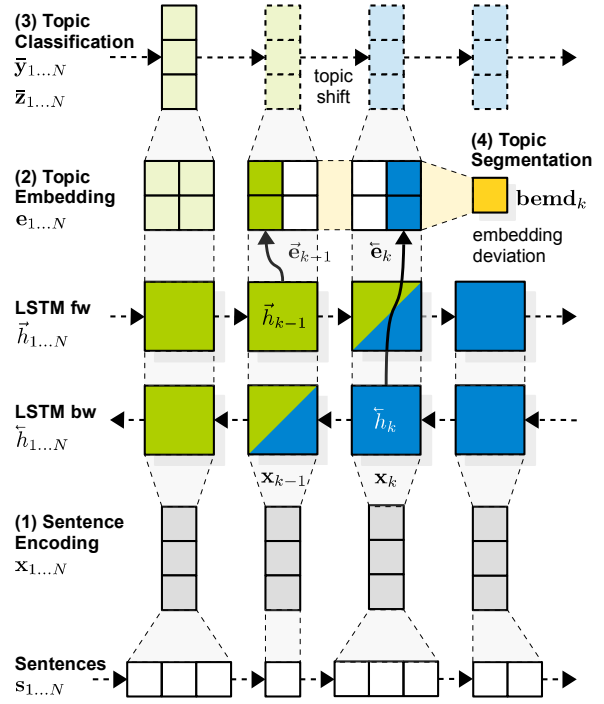 (3) Topic
Classification
ȳ₁...N
z̄₁...N
topic
shift
(4) Topic
Segmentation
(2) Topic
Embedding
e₁...N
bemdₖ
e⃗ₖ₊₁
e⃖ₖ
embedding
deviation
LSTM fw
h⃗₁...N
h⃗ₖ₋₁
LSTM bw
h⃖₁...N
h⃖ₖ
xₖ₋₁
xₖ
(1) Sentence
Encoding
x₁...N
Sentences
s₁...N